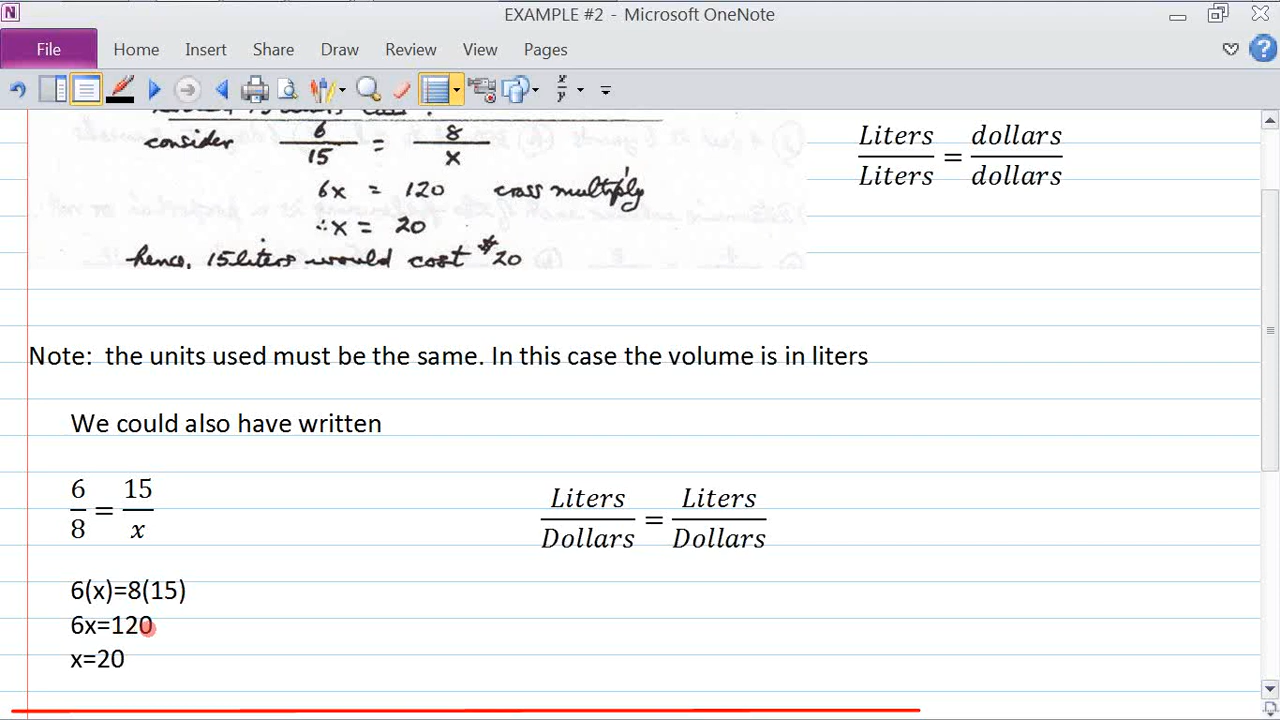 EXAMPLE #2 - Microsoft OneNote
File Home Insert Share Draw Review View Pages
consider 6/15 = 8/x
6x = 120 cross multiply
∴x = 20
hence, 15 liters would cost $20
Liters/Liters = dollars/dollars
Note: the units used must be the same. In this case the volume is in liters
We could also have written
6/8 = 15/x
Liters/Dollars = Liters/Dollars
6(x)=8(15)
6x=120
x=20